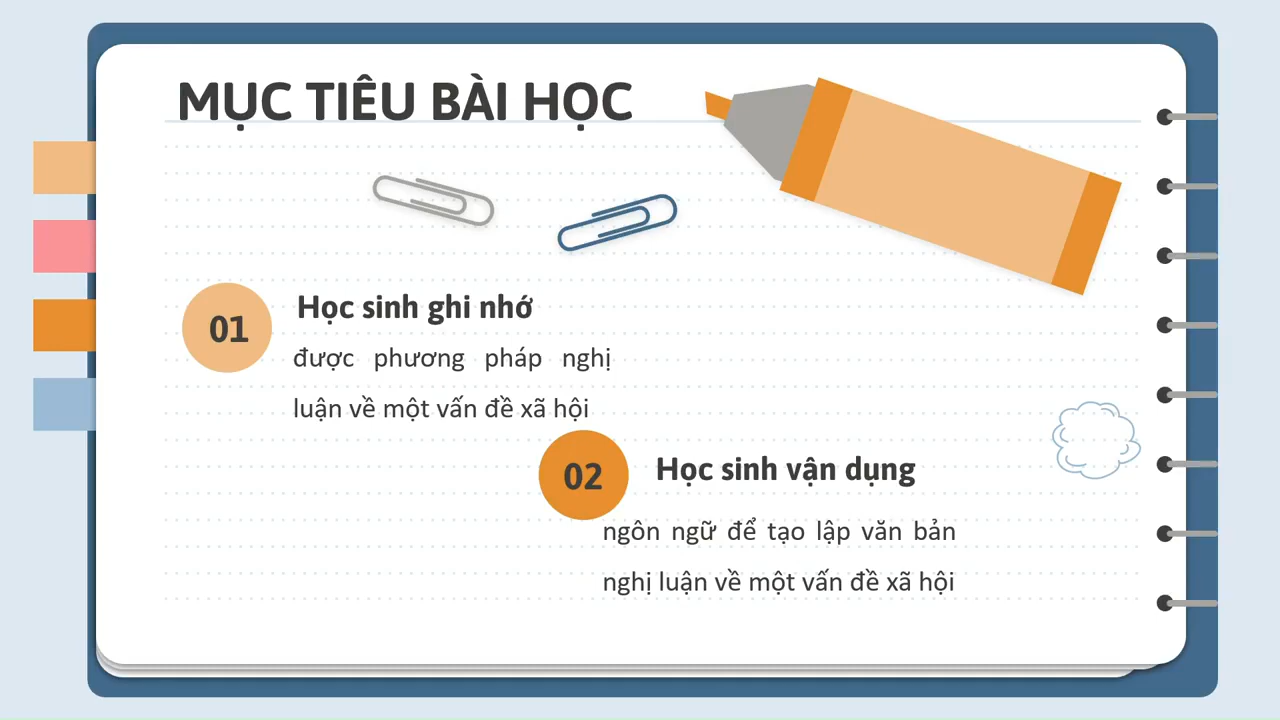 MỤC TIÊU BÀI HỌC
01
Học sinh ghi nhớ
được phương pháp nghị
luận về một vấn đề xã hội
02
Học sinh vận dụng
ngôn ngữ để tạo lập văn bản
nghị luận về một vấn đề xã hội